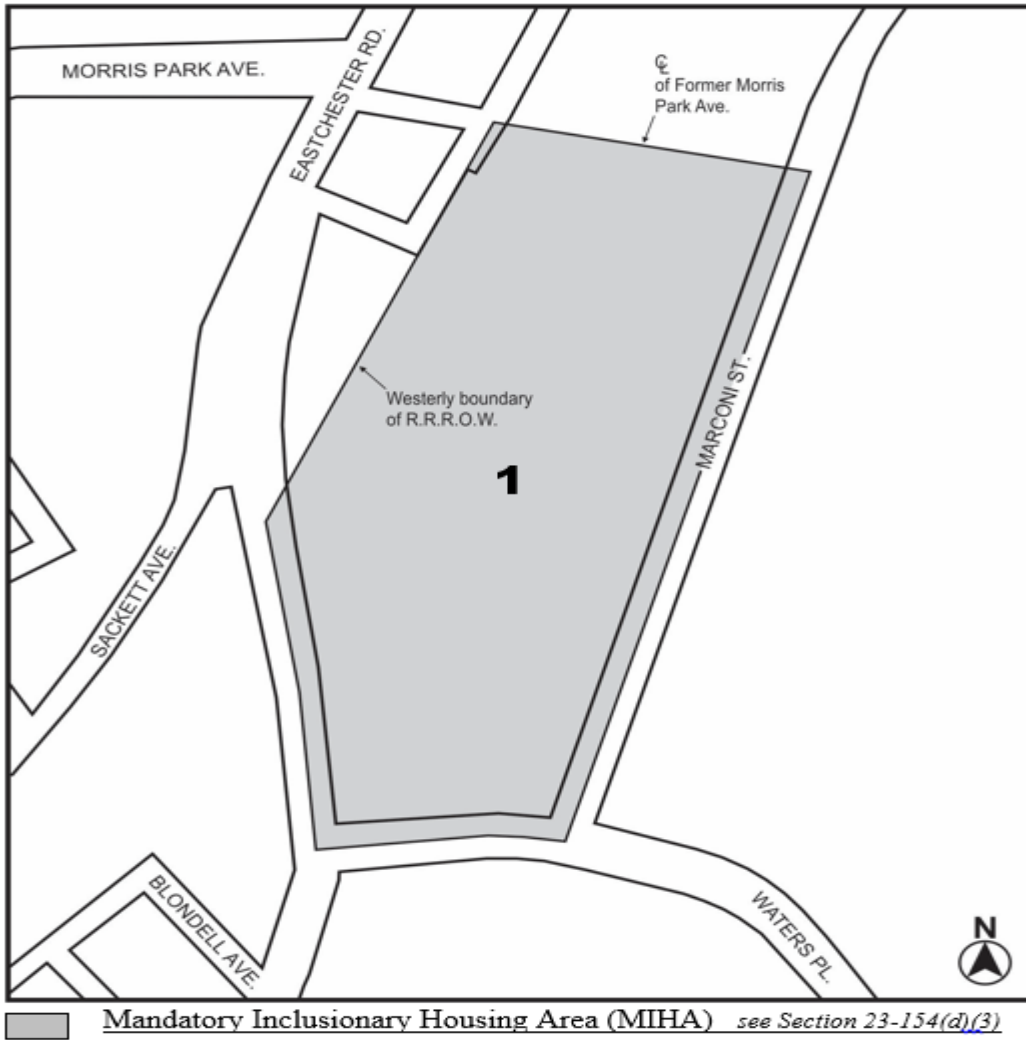 MORRIS PARK AVE.
EASTCHESTER RD.
℄
of Former Morris
Park Ave.
Westerly boundary
of R.R.R.O.W.
1
MARCONI ST.
SACKETT AVE.
BLONDELL AVE.
WATERS PL.
N
Mandatory Inclusionary Housing Area (MIHA) see Section 23-154(d)(3)